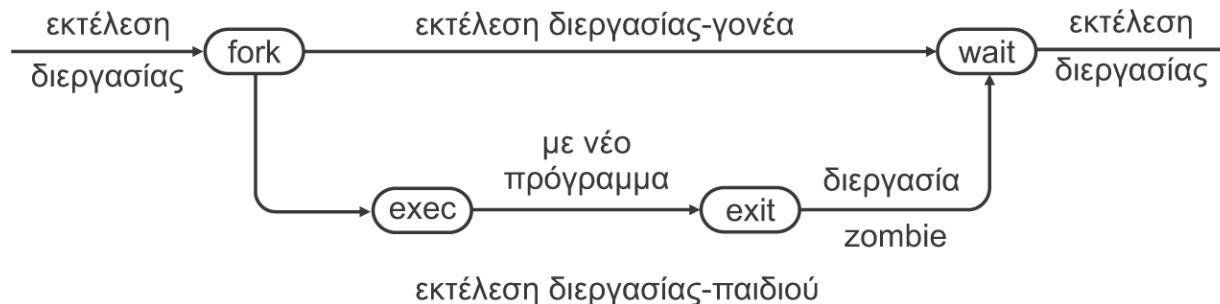 εκτέλεση
διεργασίας
fork
εκτέλεση διεργασίας-γονέα
wait
εκτέλεση
διεργασίας
με νέο
πρόγραμμα
exec
exit
διεργασία
zombie
εκτέλεση διεργασίας-παιδιού